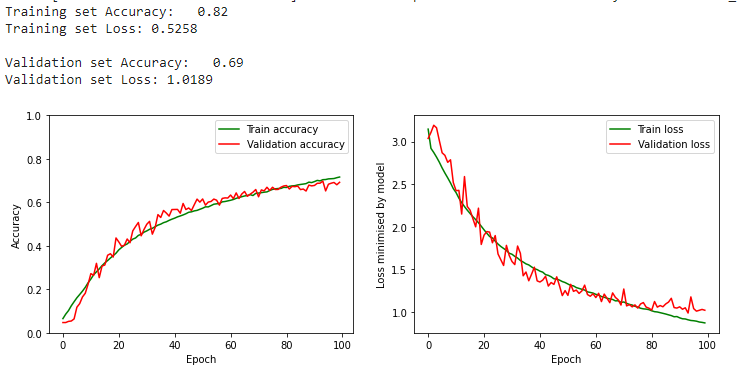 Training set Accuracy:   0.82
Training set Loss: 0.5258
Validation set Accuracy:   0.69
Validation set Loss: 1.0189
Train accuracy
Validation accuracy
1.0
0.8
0.6
0.4
0.2
0.0
Accuracy
0 20 40 60 80 100
Epoch
Train loss
Validation loss
3.0
2.5
2.0
1.5
1.0
Loss minimised by model
0 20 40 60 80 100
Epoch